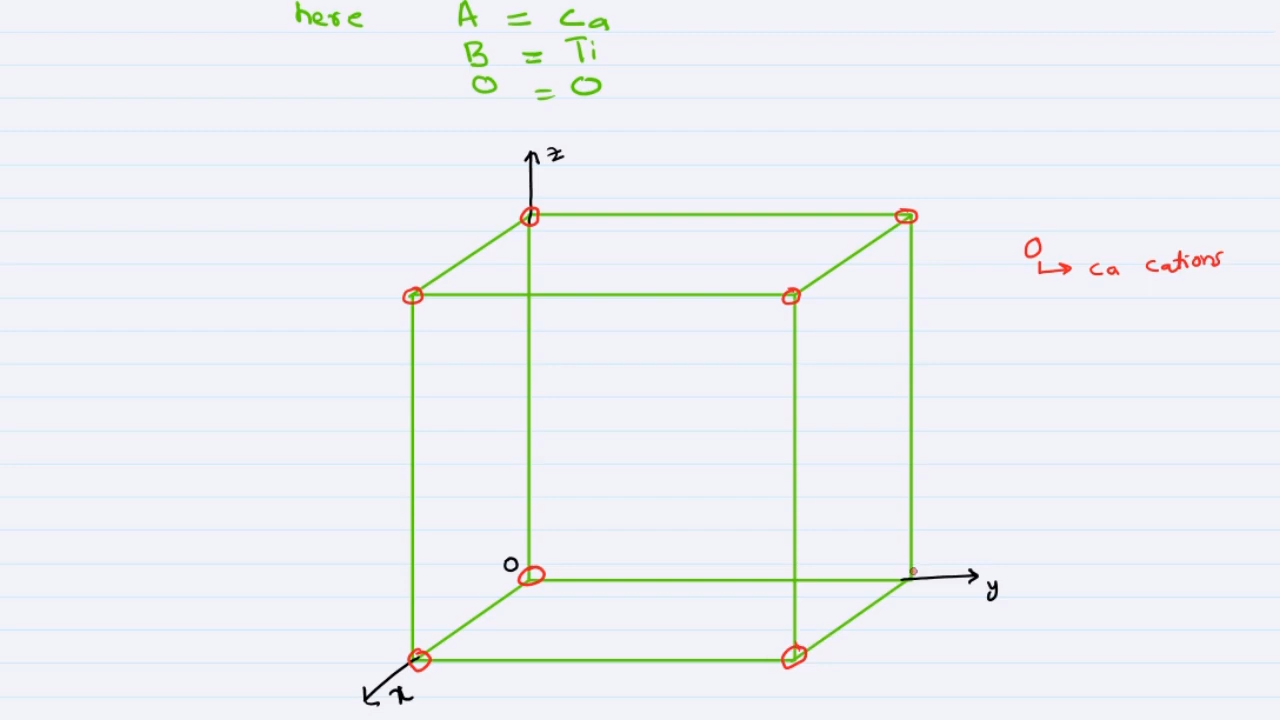 here A = Ca
B = Ti
O = O
z
→ ca cations
O
y
x